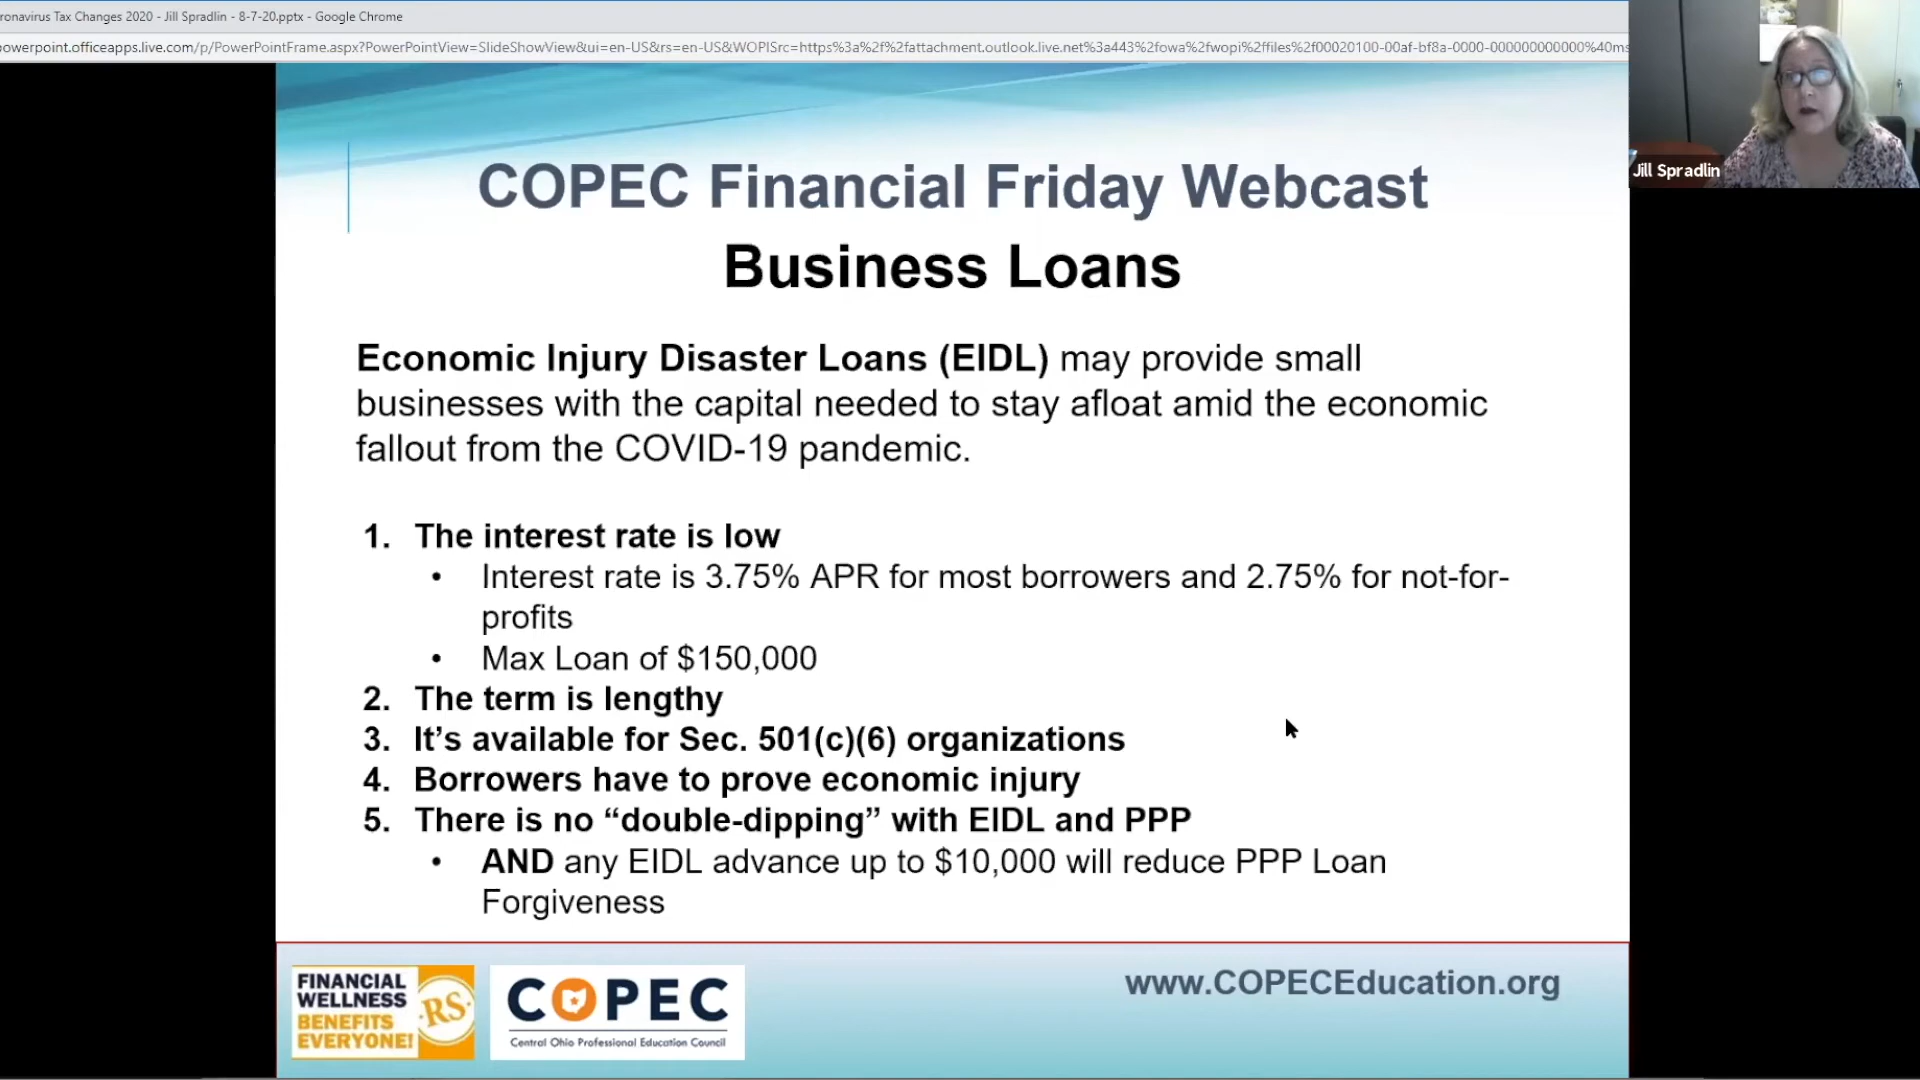 ronavirus Tax Changes 2020 - Jill Spradlin - 8-7-20.pptx - Google Chrome
powerpoint.officeapps.live.com/p/PowerPointFrame.aspx?PowerPointView=SlideShowView&ui=en-US&rs=en-US&WOPISrc=https%3a%2f%2fattachment.outlook.live.net%3a443%2fowa%2fwopi%2ffiles%2f00020100-00af-bf8a-0000-000000000000%40ms
Jill Spradlin
COPEC Financial Friday Webcast
Business Loans
Economic Injury Disaster Loans (EIDL) may provide small
businesses with the capital needed to stay afloat amid the economic
fallout from the COVID-19 pandemic.
1. The interest rate is low
• Interest rate is 3.75% APR for most borrowers and 2.75% for not-for-
profits
• Max Loan of $150,000
2. The term is lengthy
3. It’s available for Sec. 501(c)(6) organizations
4. Borrowers have to prove economic injury
5. There is no “double-dipping” with EIDL and PPP
• AND any EIDL advance up to $10,000 will reduce PPP Loan
Forgiveness
FINANCIAL
WELLNESS
BENEFITS
EVERYONE!
RS
COPEC
Central Ohio Professional Education Council
www.COPECEducation.org